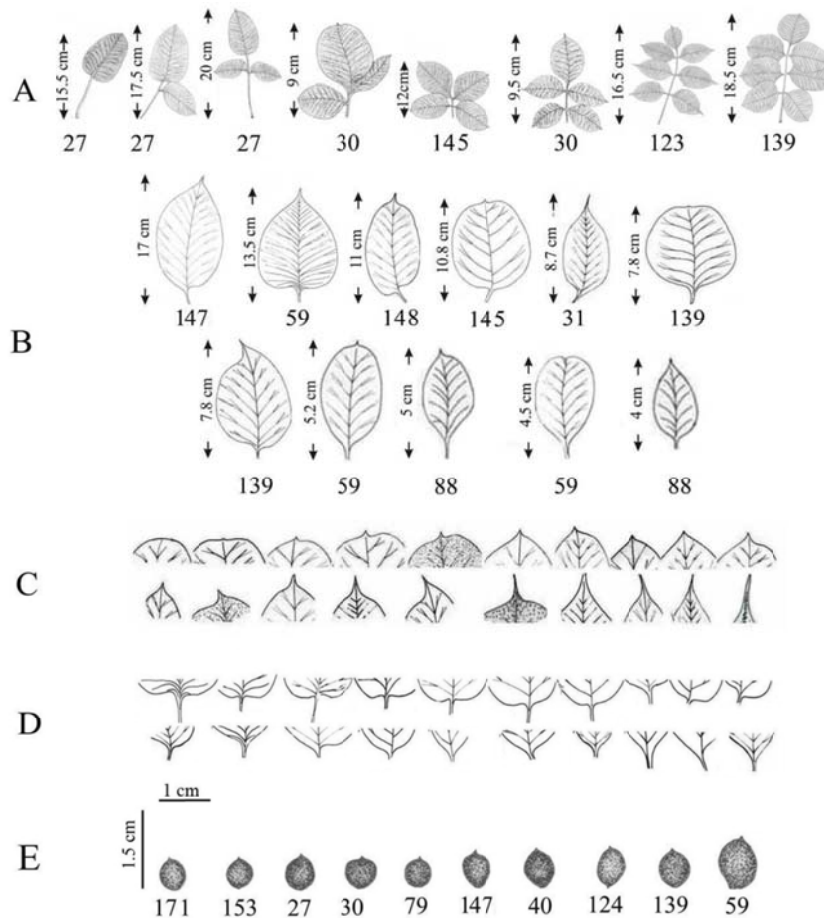 A
15.5 cm 17.5 cm 20 cm 9 cm 12cm 9.5 cm 16.5 cm 18.5 cm
27 27 27 30 145 30 123 139
B
17 cm 13.5 cm 11 cm 10.8 cm 8.7 cm 7.8 cm
147 59 148 145 31 139
7.8 cm 5.2 cm 5 cm 4.5 cm 4 cm
139 59 88 59 88
C
D
1 cm
E
1.5 cm
171 153 27 30 79 147 40 124 139 59